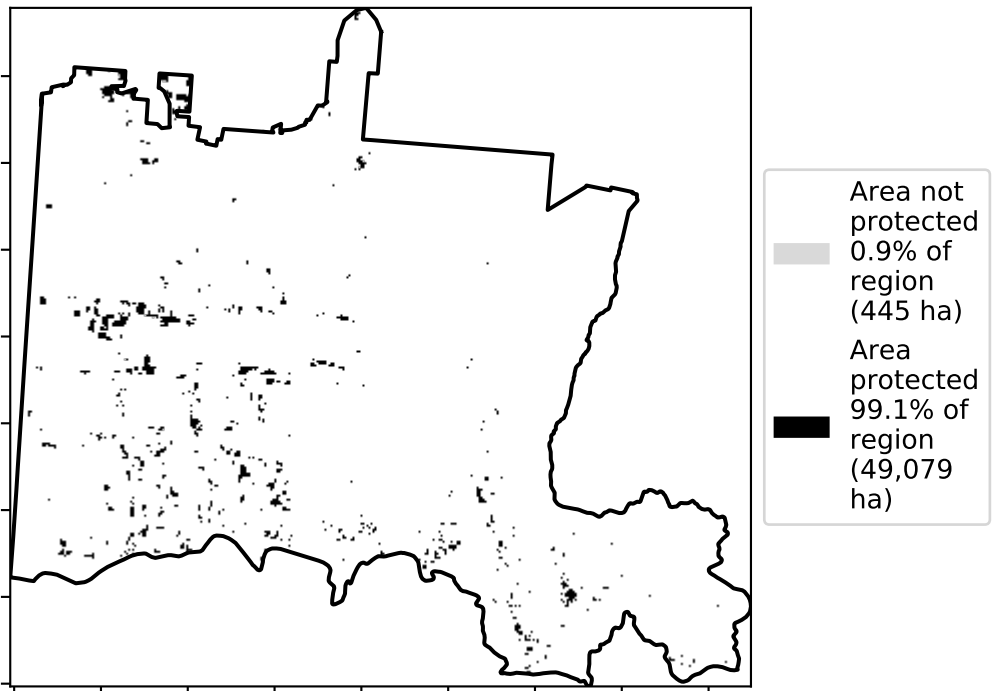 Area not
protected
0.9% of
region
(445 ha)
Area
protected
99.1% of
region
(49,079
ha)